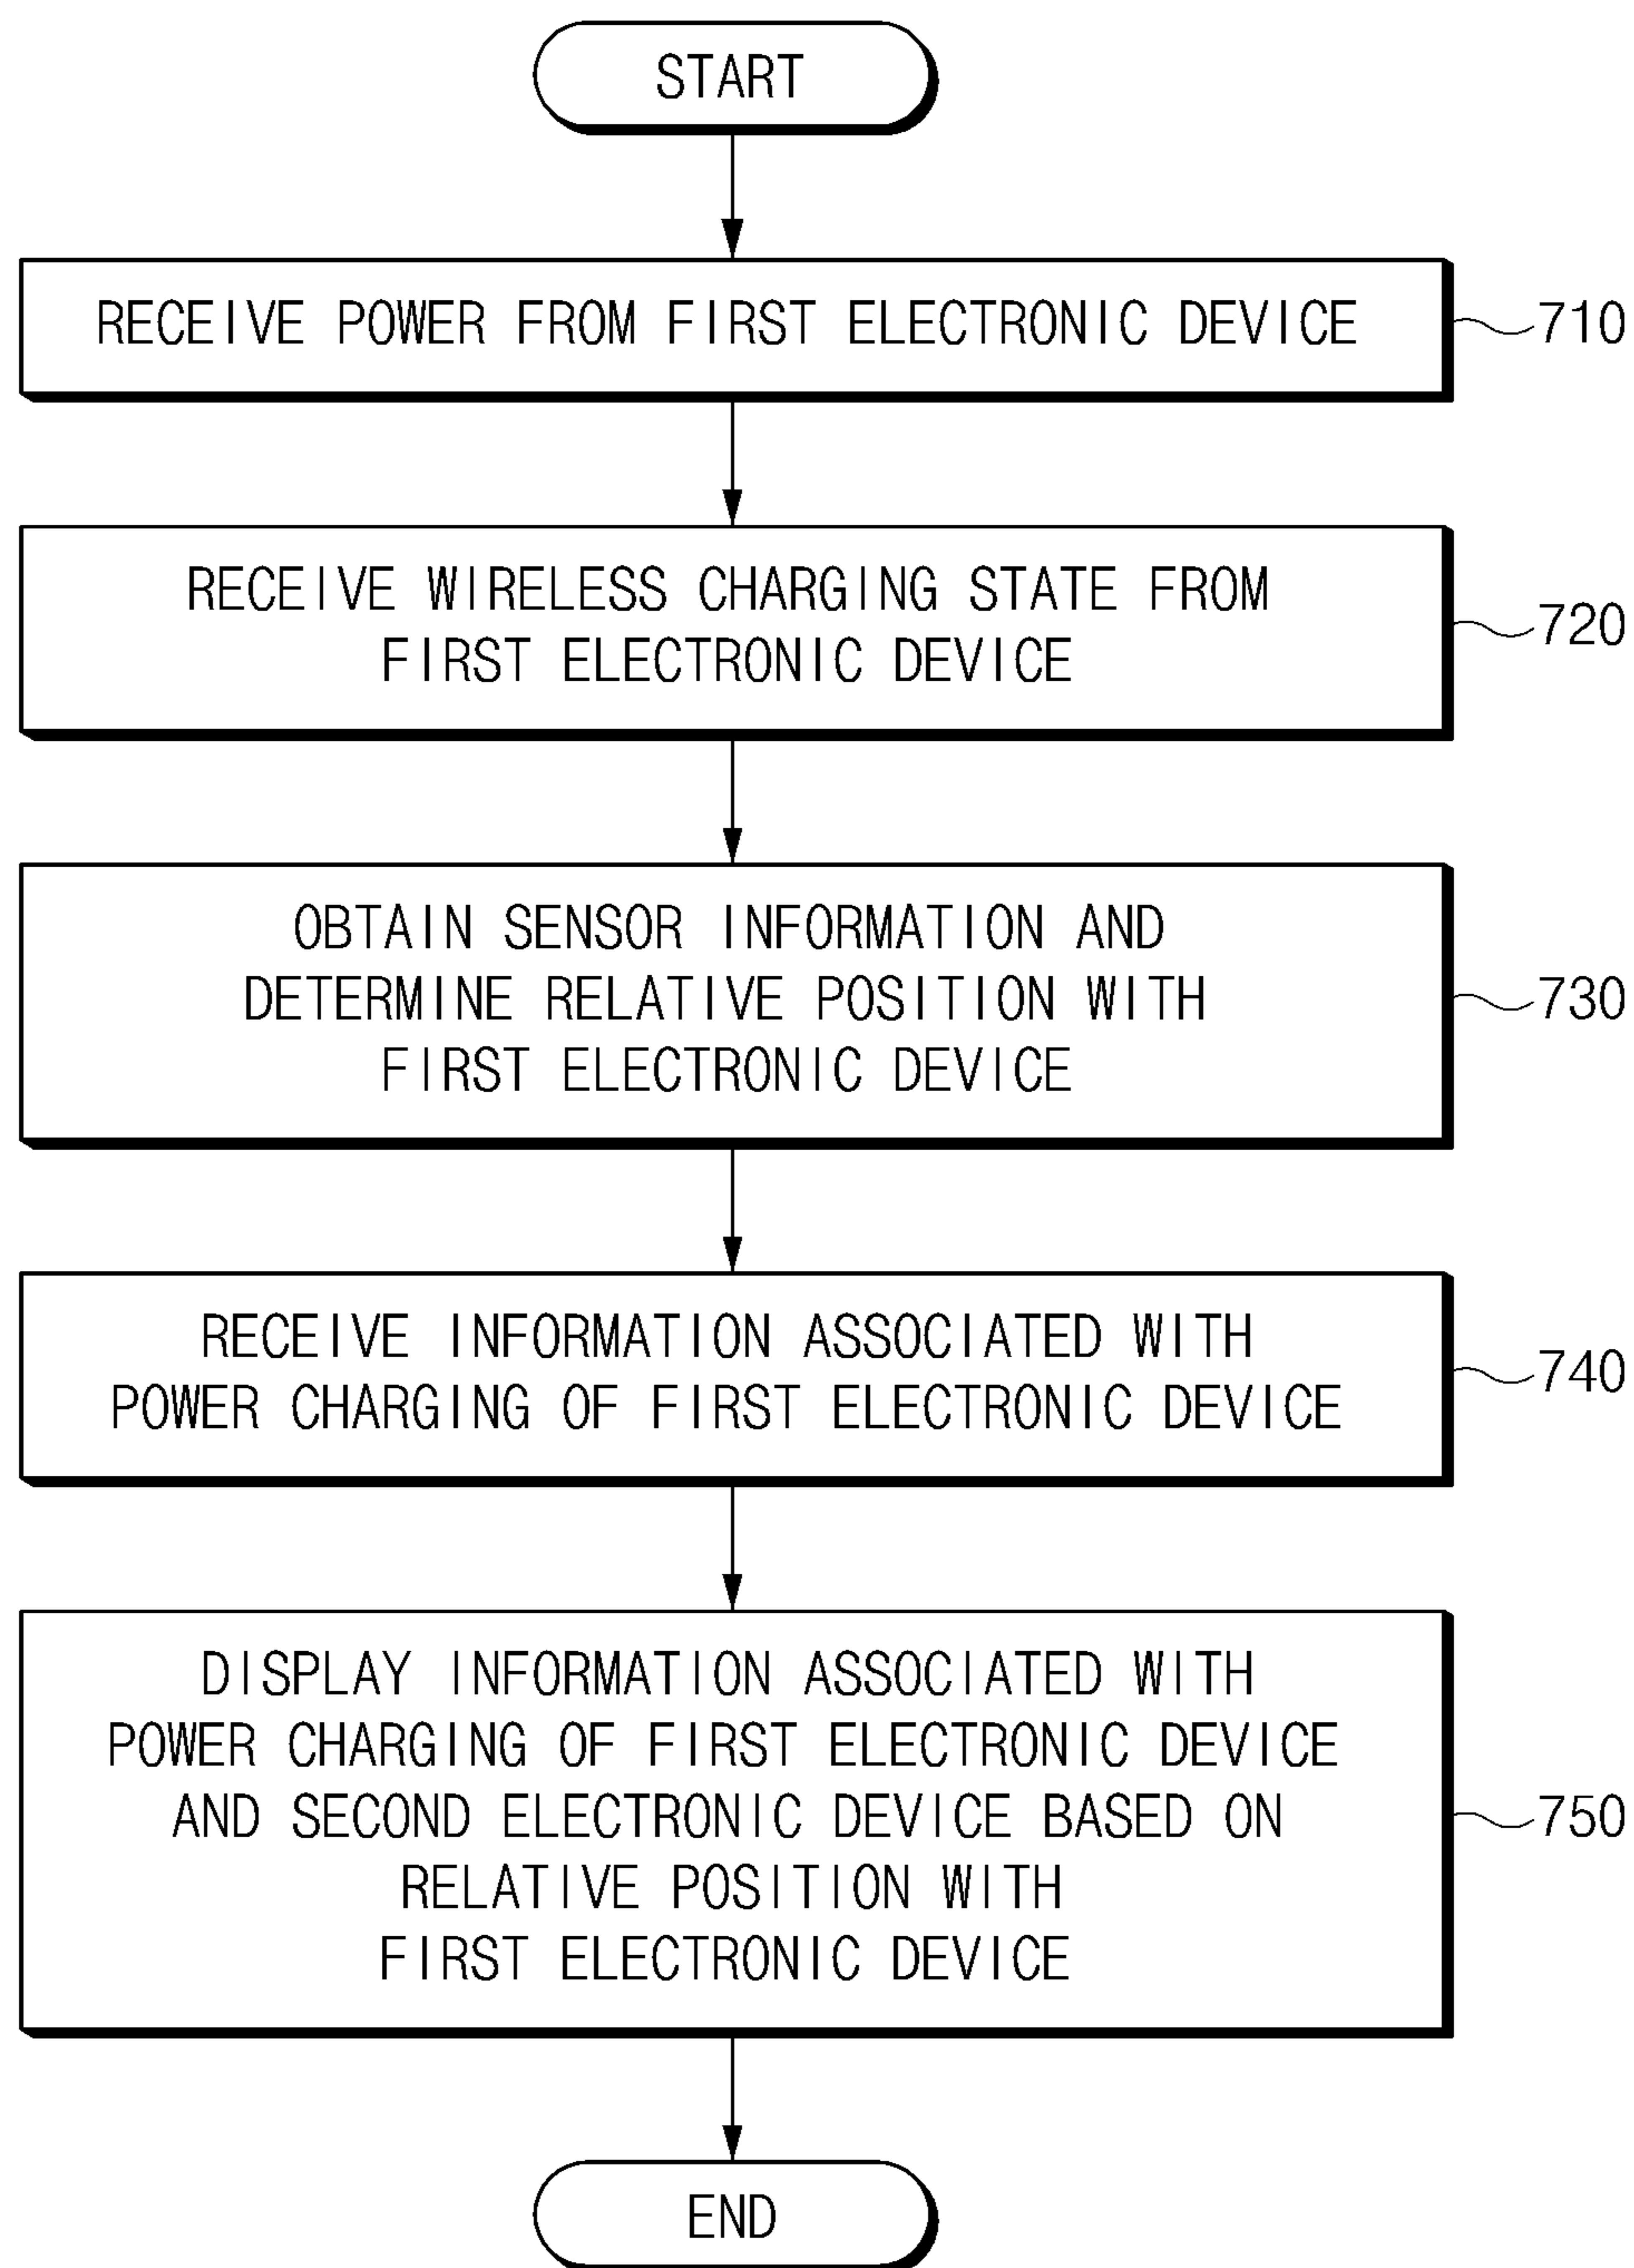 START
RECEIVE POWER FROM FIRST ELECTRONIC DEVICE
710
RECEIVE WIRELESS CHARGING STATE FROM
FIRST ELECTRONIC DEVICE
720
OBTAIN SENSOR INFORMATION AND
DETERMINE RELATIVE POSITION WITH
FIRST ELECTRONIC DEVICE
730
RECEIVE INFORMATION ASSOCIATED WITH
POWER CHARGING OF FIRST ELECTRONIC DEVICE
740
DISPLAY INFORMATION ASSOCIATED WITH
POWER CHARGING OF FIRST ELECTRONIC DEVICE
AND SECOND ELECTRONIC DEVICE BASED ON
RELATIVE POSITION WITH
FIRST ELECTRONIC DEVICE
750
END